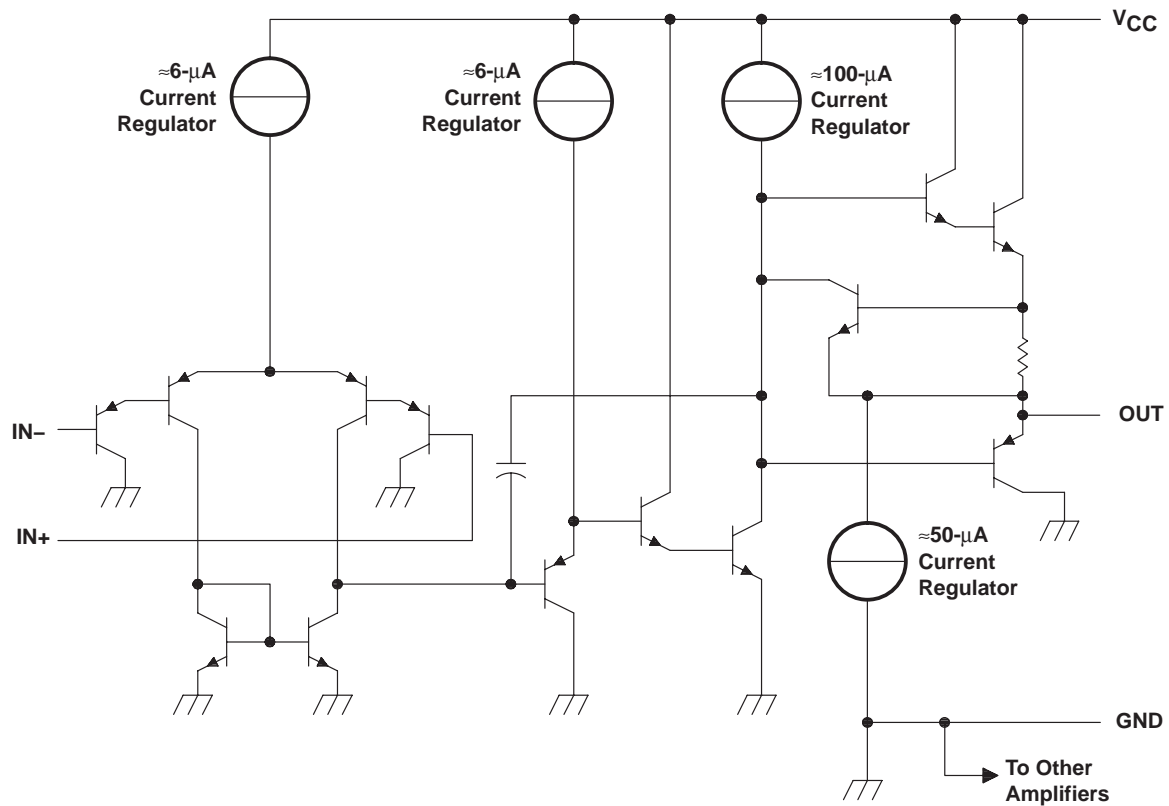 V_CC
≈6-μA
Current
Regulator
≈6-μA
Current
Regulator
≈100-μA
Current
Regulator
IN−
OUT
IN+
≈50-μA
Current
Regulator
GND
To Other
Amplifiers